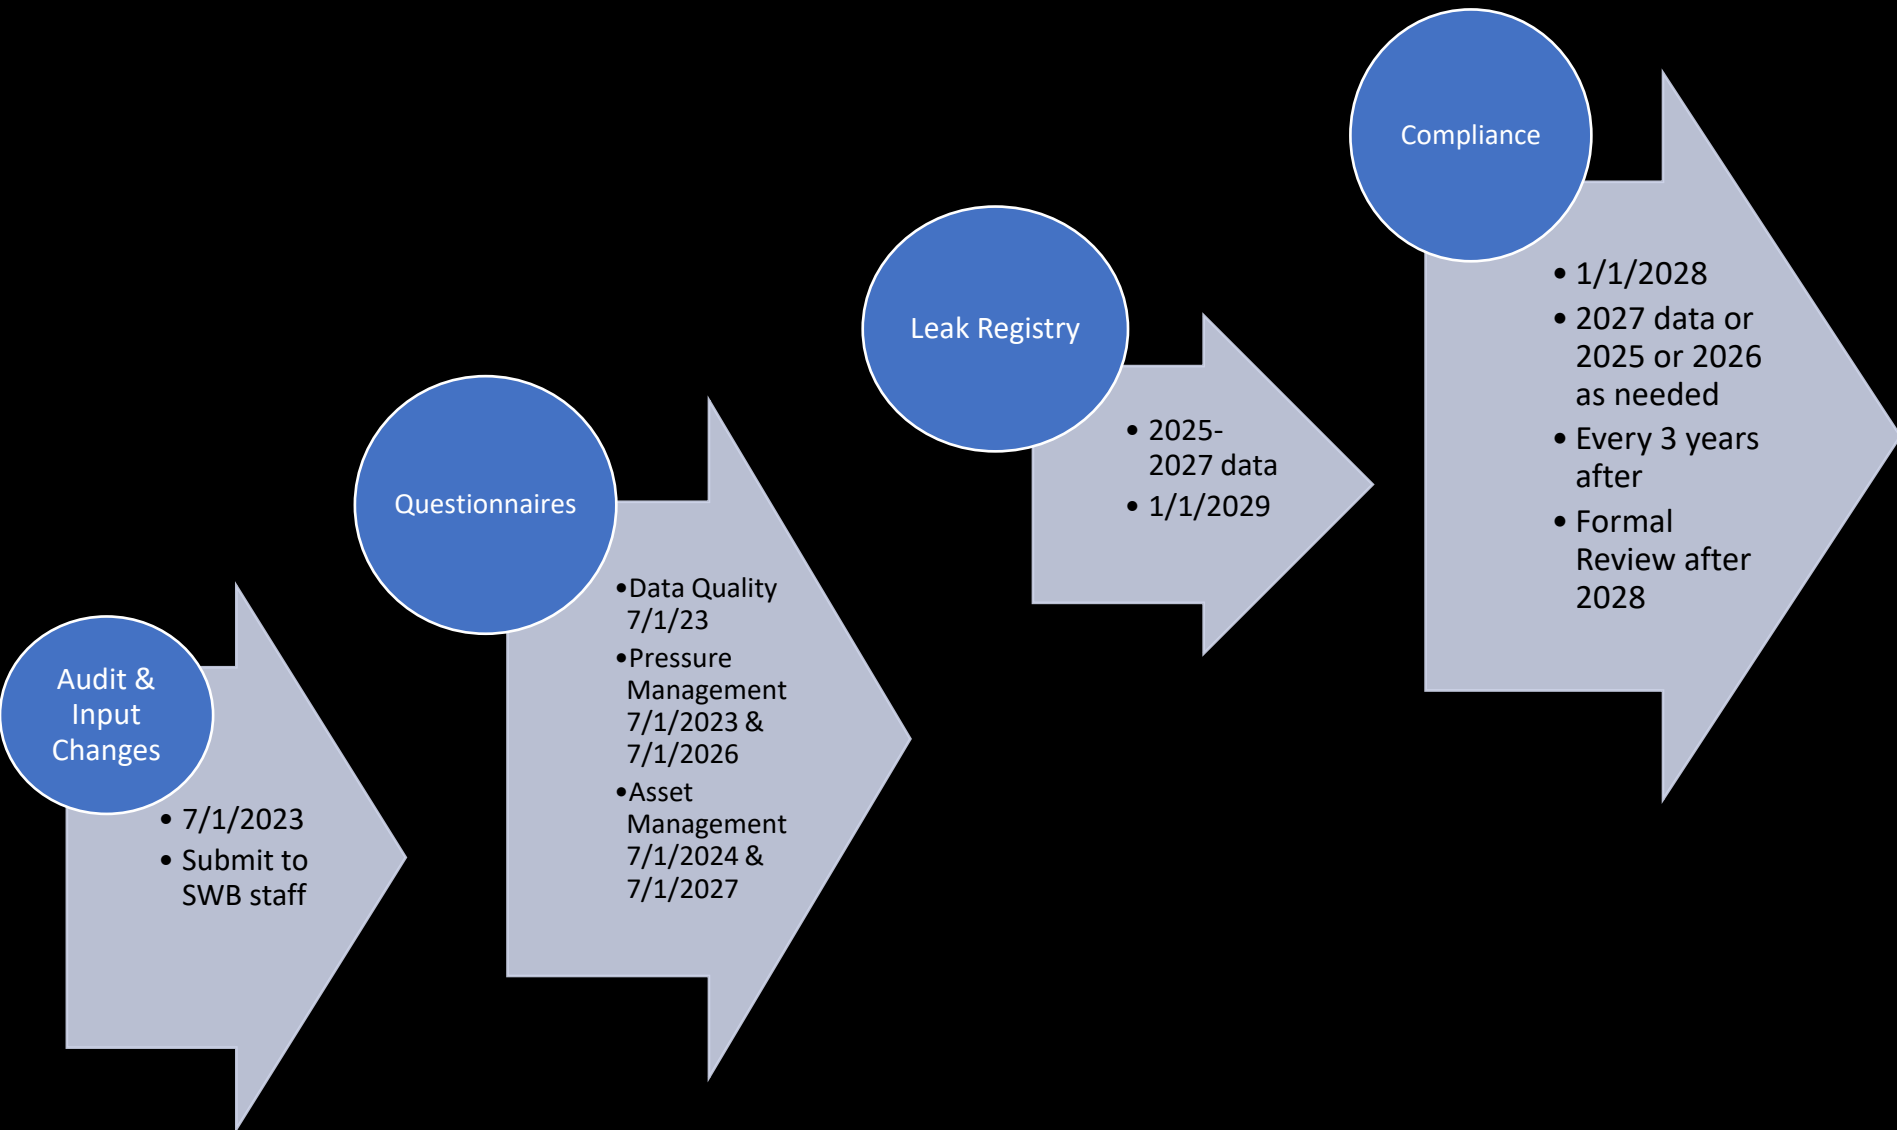 Audit &
Input
Changes
• 7/1/2023
• Submit to
SWB staff
Questionnaires
•Data Quality
7/1/23
•Pressure
Management
7/1/2023 &
7/1/2026
•Asset
Management
7/1/2024 &
7/1/2027
Leak Registry
• 2025-
2027 data
• 1/1/2029
Compliance
• 1/1/2028
• 2027 data or
2025 or 2026
as needed
• Every 3 years
after
• Formal
Review after
2028